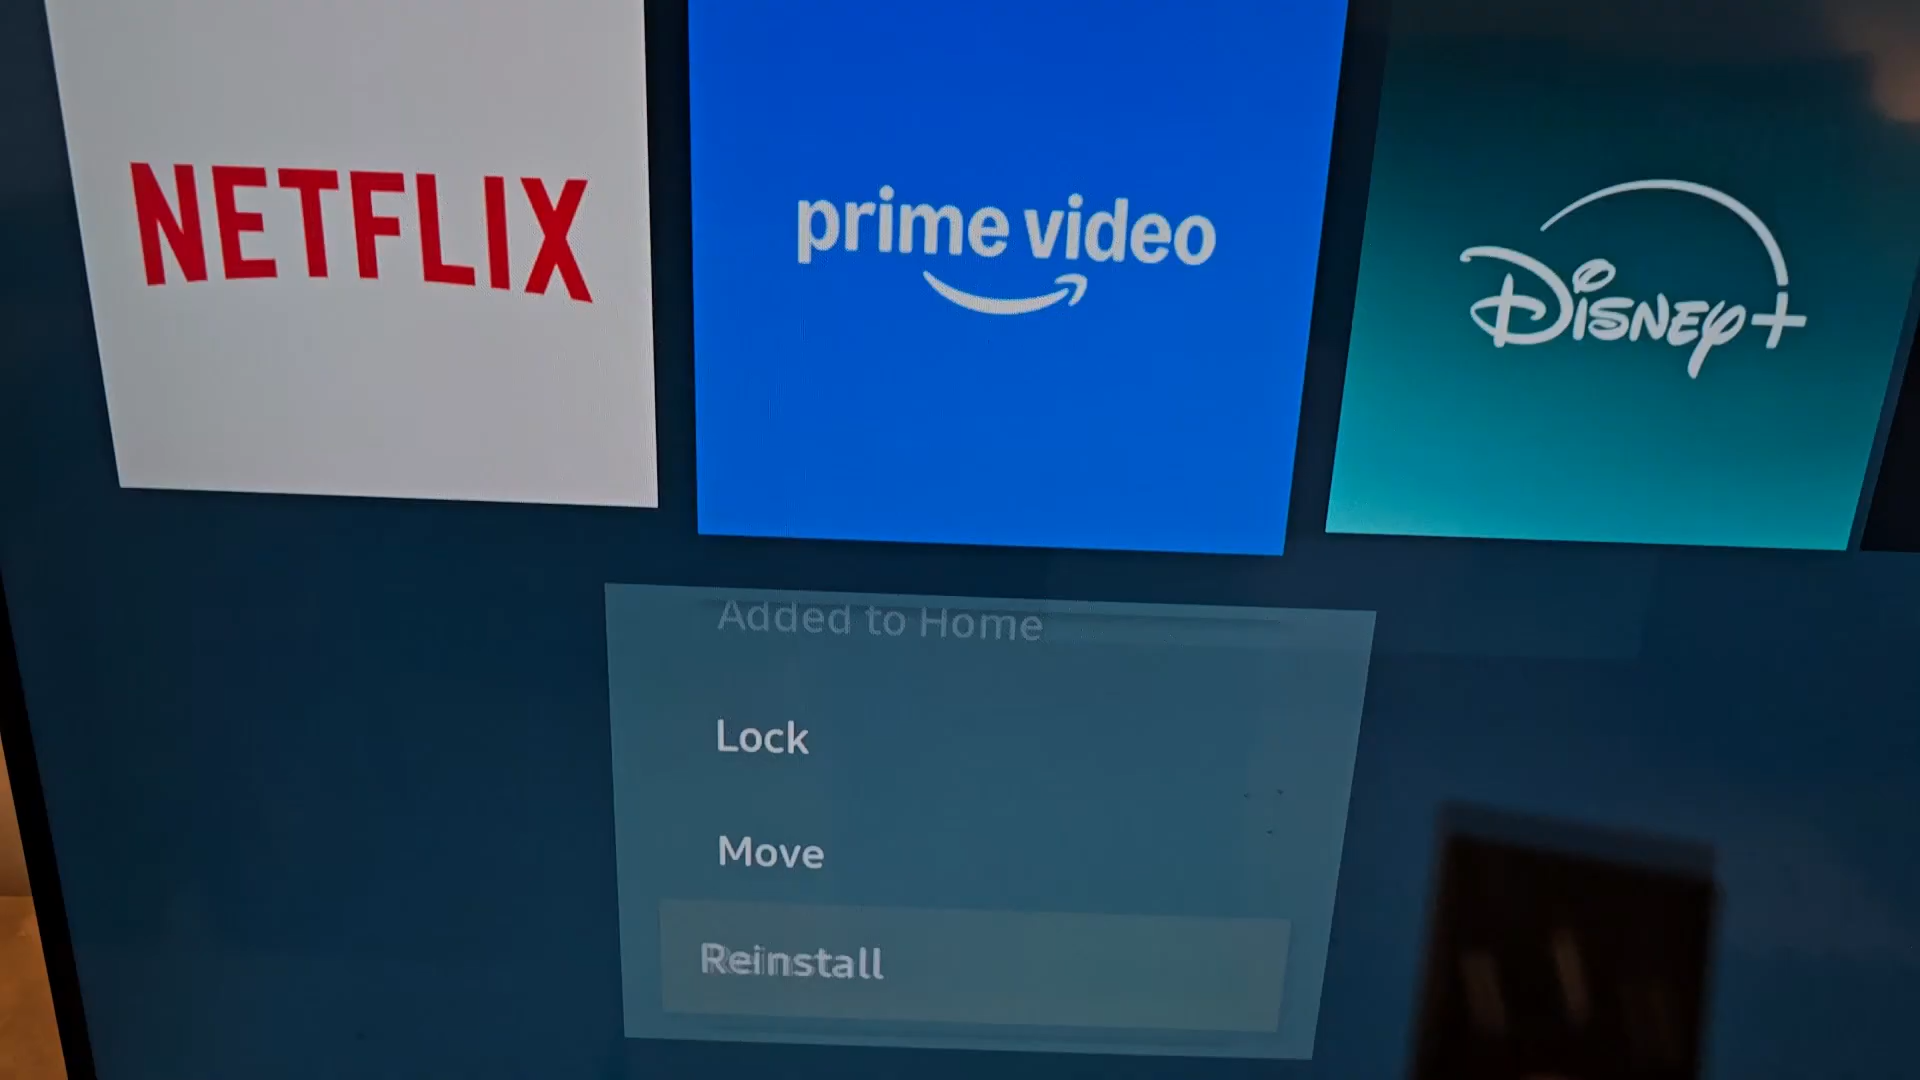 NETFLIX
prime video
Disney+
Added to Home
Lock
Move
Reinstall